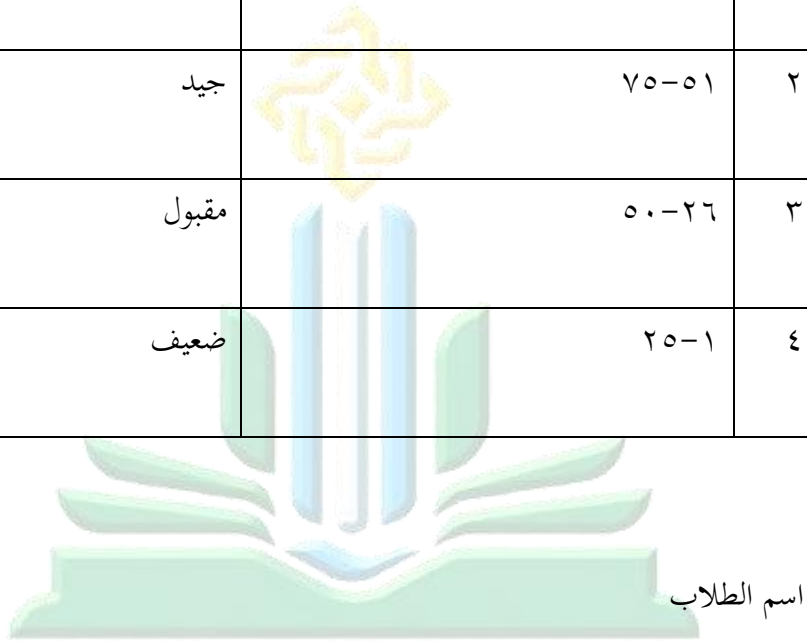 ٢ ٥١-٧٥ جيد
٣ ٢٦-٥٠ مقبول
٤ ١-٢٥ ضعيف
اسم الطلاب